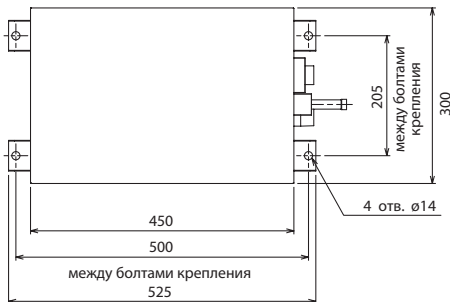 205
между болтами
крепления
300
4 отв. ø14
450
500
между болтами крепления
525